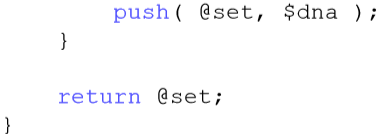 push( @set, $dna );
}
return @set;
}